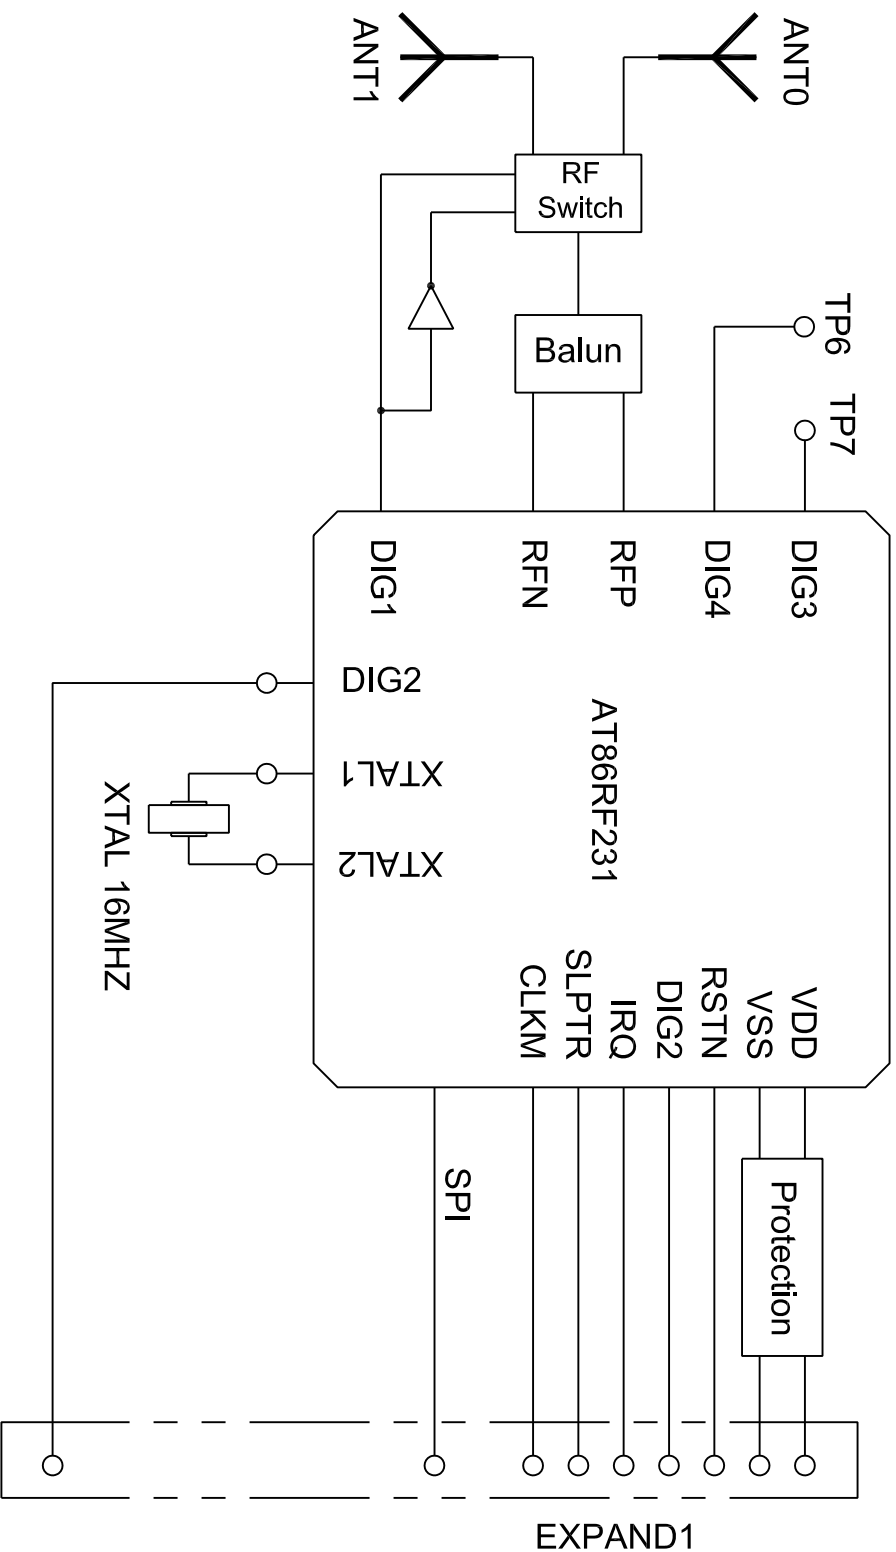 ANT1
ANT0
RF
Switch
Balun
TP6
TP7
DIG1
RFN
RFP
DIG4
DIG3
DIG2
XTAL1
XTAL2
AT86RF231
XTAL 16MHZ
CLKM
SLPTR
IRQ
DIG2
RSTN
VSS
VDD
SPI
Protection
EXPAND1